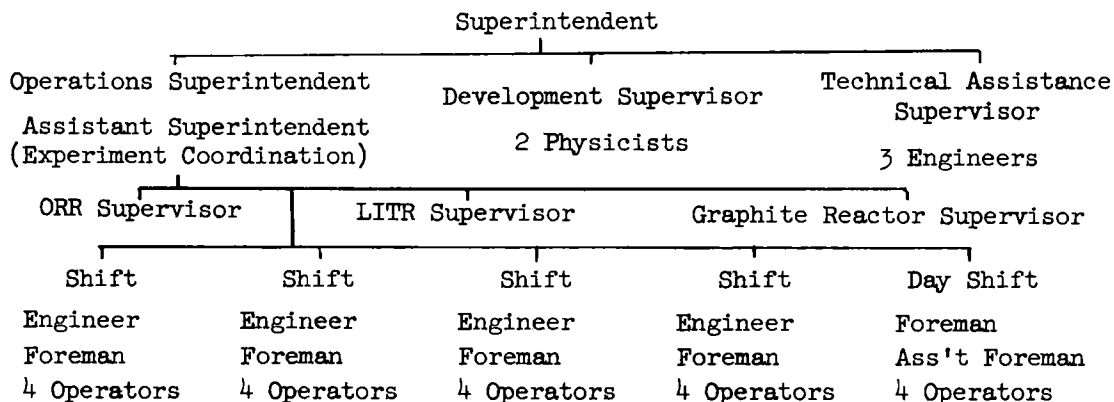 Superintendent
Operations Superintendent
Development Supervisor
Technical Assistance
Supervisor
Assistant Superintendent
(Experiment Coordination)
2 Physicists
3 Engineers
ORR Supervisor LITR Supervisor Graphite Reactor Supervisor
Shift Shift Shift Shift Day Shift
Engineer Engineer Engineer Engineer Foreman
Foreman Foreman Foreman Foreman Ass't Foreman
4 Operators 4 Operators 4 Operators 4 Operators 4 Operators